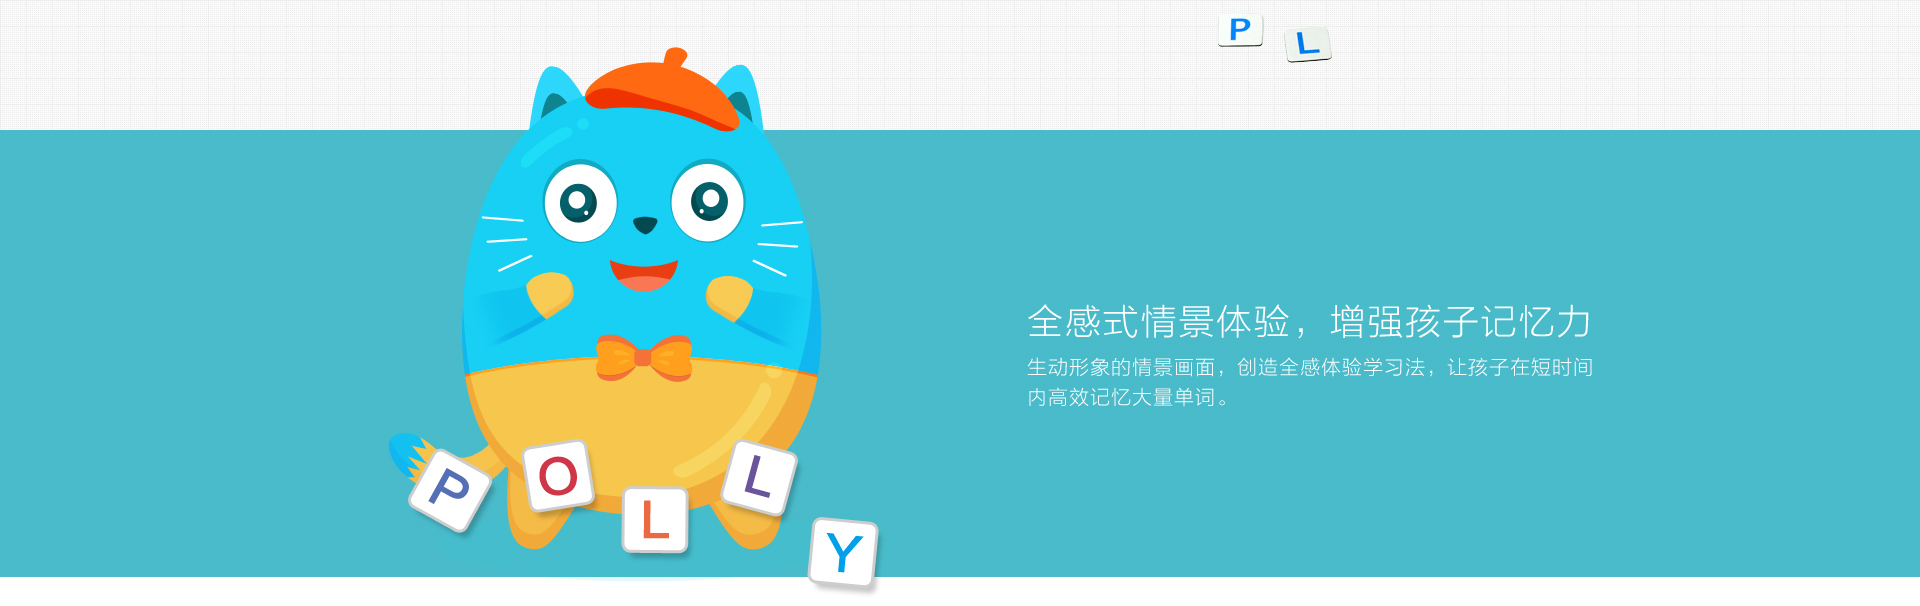 P L
全感式情景体验，增强孩子记忆力
生动形象的情景画面，创造全感体验学习法，让孩子在短时间
内高效记忆大量单词。
P O L L Y